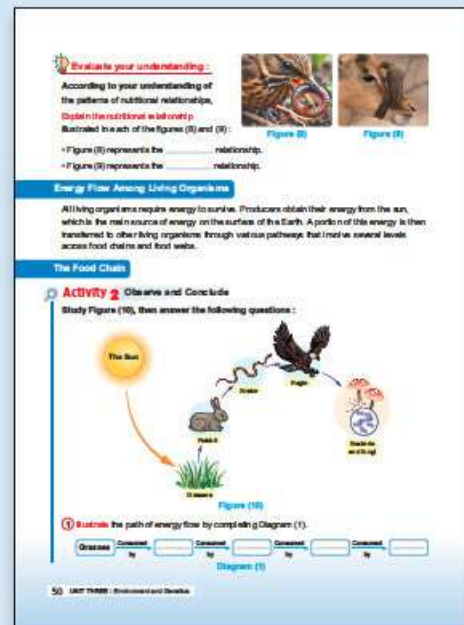 Evaluate your understanding :
According to your understanding of
the patterns of nutritional relationships,
Explain the nutritional relationship
illustrated in each of the figures (8) and (9) :
Figure (8)
Figure (9)
• Figure (8) represents the ____________ relationship.
• Figure (9) represents the ____________ relationship.
Energy Flow Among Living Organisms
All living organisms require energy to survive. Producers obtain their energy from the sun,
which is the main source of energy on the surface of the Earth. A portion of this energy is then
transferred to other living organisms through various pathways that involve several levels
across food chains and food webs.
The Food Chain
Activity 2 Observe and Conclude
Study Figure (10), then answer the following questions :
The Sun
Eagle
Snake
Rabbit
Bacteria
and fungi
Grasses
Figure (10)
1 Illustrate the path of energy flow by completing Diagram (1).
Grasses Consumed by Consumed by Consumed by Consumed by
Diagram (1)
50 UNIT THREE : Environment and Genetics